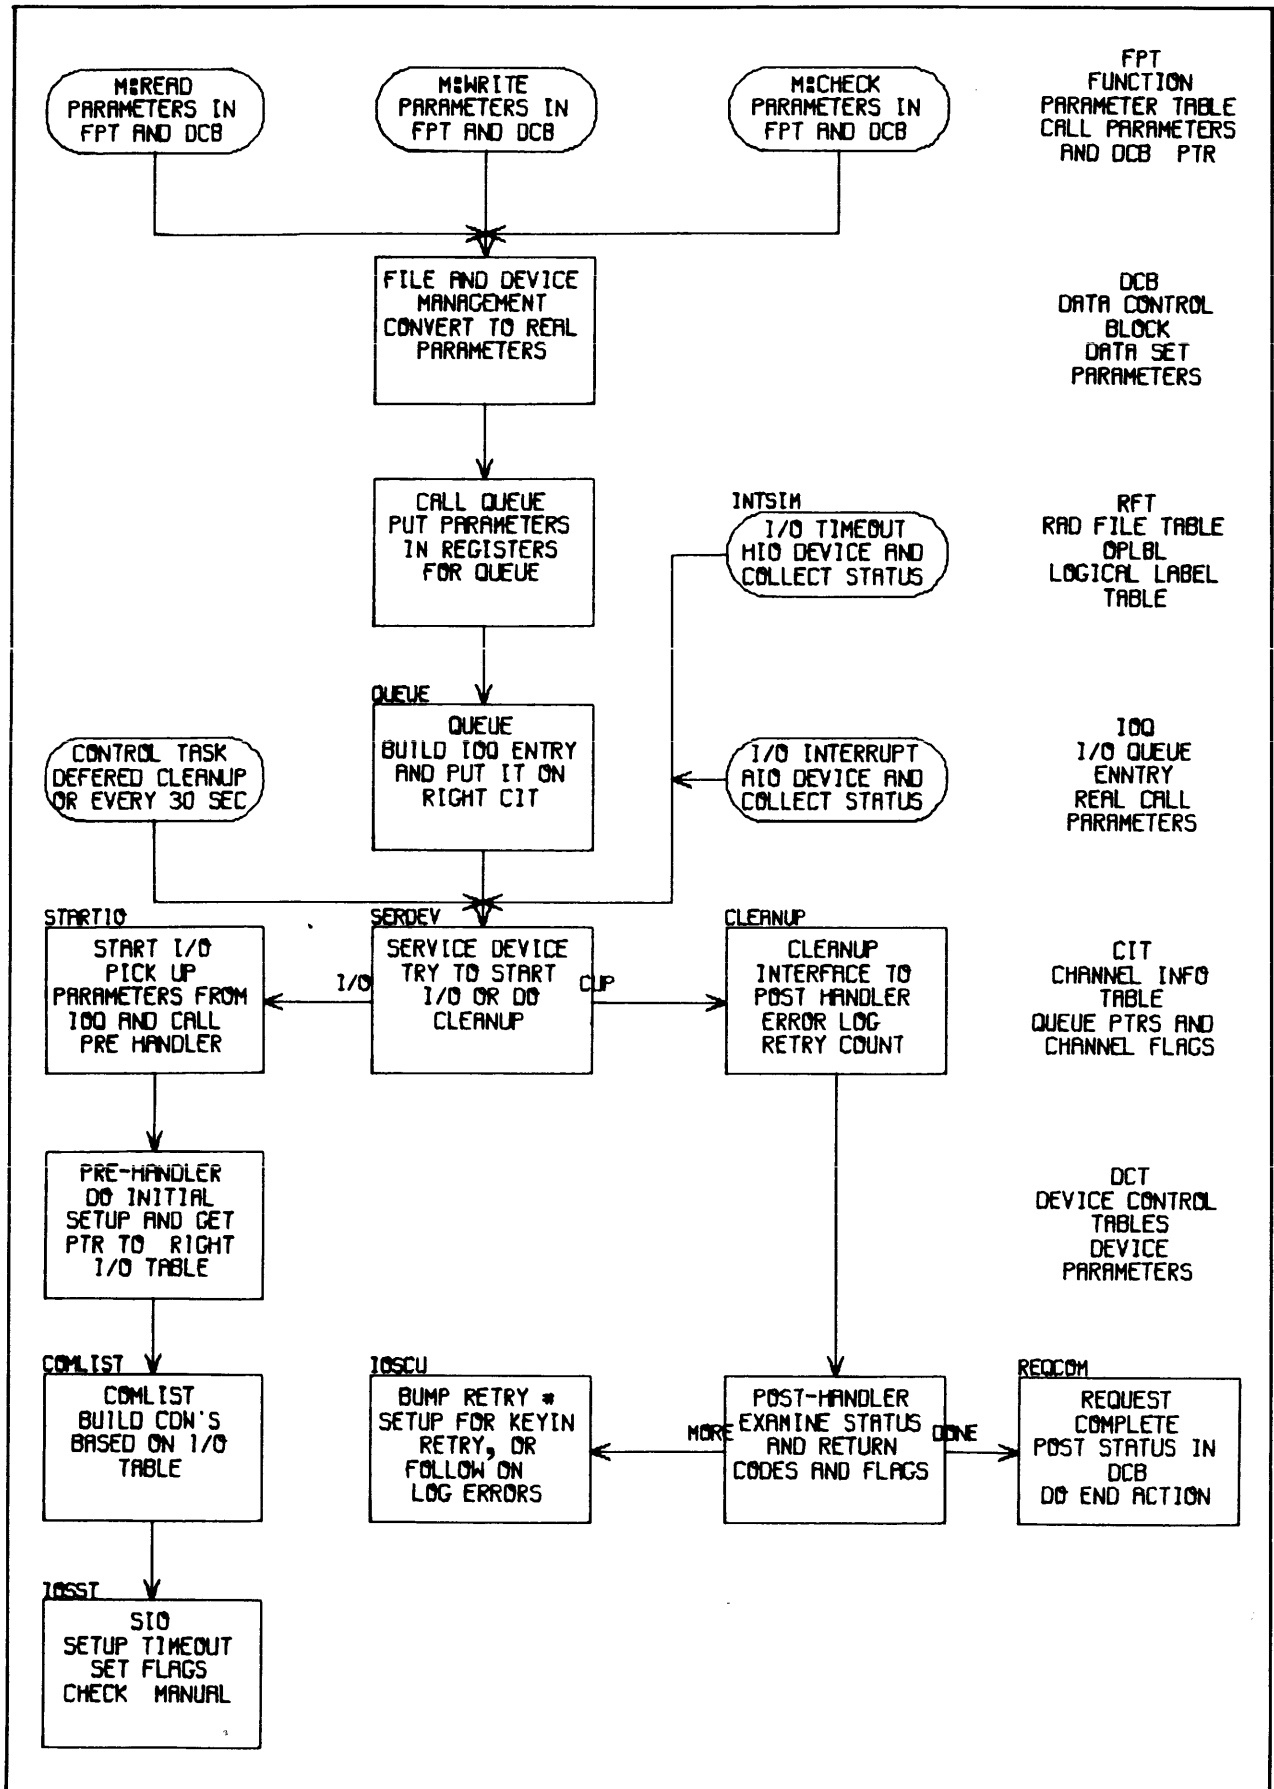 M:READ
PARAMETERS IN
FPT AND DCB
M:WRITE
PARAMETERS IN
FPT AND DCB
M:CHECK
PARAMETERS IN
FPT AND DCB
FPT
FUNCTION
PARAMETER TABLE
CALL PARAMETERS
AND DCB PTR
FILE AND DEVICE
MANAGEMENT
CONVERT TO REAL
PARAMETERS
DCB
DATA CONTROL
BLOCK
DATA SET
PARAMETERS
CALL QUEUE
PUT PARAMETERS
IN REGISTERS
FOR QUEUE
INTSIM
I/O TIMEOUT
HIO DEVICE AND
COLLECT STATUS
RFT
RAD FILE TABLE
OPLBL
LOGICAL LABEL
TABLE
CONTROL TASK
DEFERED CLEANUP
OR EVERY 30 SEC
QUEUE
QUEUE
BUILD IOQ ENTRY
AND PUT IT ON
RIGHT CIT
I/O INTERRUPT
AIO DEVICE AND
COLLECT STATUS
IOQ
I/O QUEUE
ENNTRY
REAL CALL
PARAMETERS
STARTIO
START I/O
PICK UP
PARAMETERS FROM
IOQ AND CALL
PRE HANDLER
I/O
SERDEV
SERVICE DEVICE
TRY TO START
I/O OR DO
CLEANUP
CUP
CLEANUP
CLEANUP
INTERFACE TO
POST HANDLER
ERROR LOG
RETRY COUNT
CIT
CHANNEL INFO
TABLE
QUEUE PTRS AND
CHANNEL FLAGS
PRE-HANDLER
DO INITIAL
SETUP AND GET
PTR TO RIGHT
I/O TABLE
DCT
DEVICE CONTROL
TABLES
DEVICE
PARAMETERS
COMLIST
COMLIST
BUILD CDW'S
BASED ON I/O
TABLE
IOSCU
BUMP RETRY #
SETUP FOR KEYIN
RETRY, OR
FOLLOW ON
LOG ERRORS
MORE
POST-HANDLER
EXAMINE STATUS
AND RETURN
CODES AND FLAGS
DONE
REQCOM
REQUEST
COMPLETE
POST STATUS IN
DCB
DO END ACTION
IOSST
SIO
SETUP TIMEOUT
SET FLAGS
CHECK MANUAL